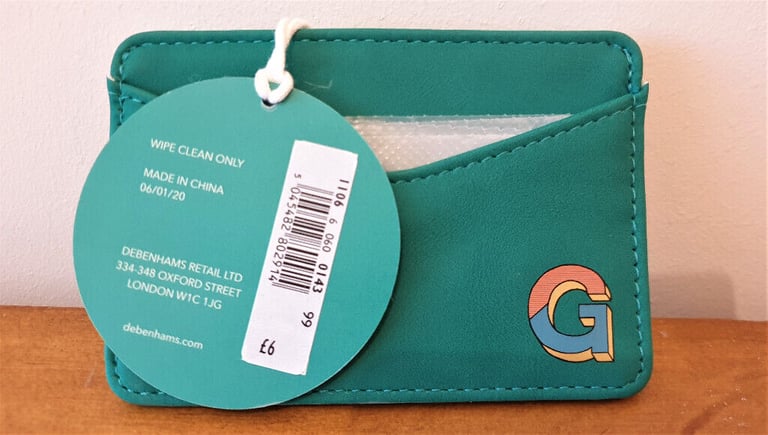 WIPE CLEAN ONLY
MADE IN CHINA
06/01/20
DEBENHAMS RETAIL LTD
334-348 OXFORD STREET
LONDON W1C 1JG
debenhams.com
1106 6 060 0143 99
5 045482 802914
£6
G